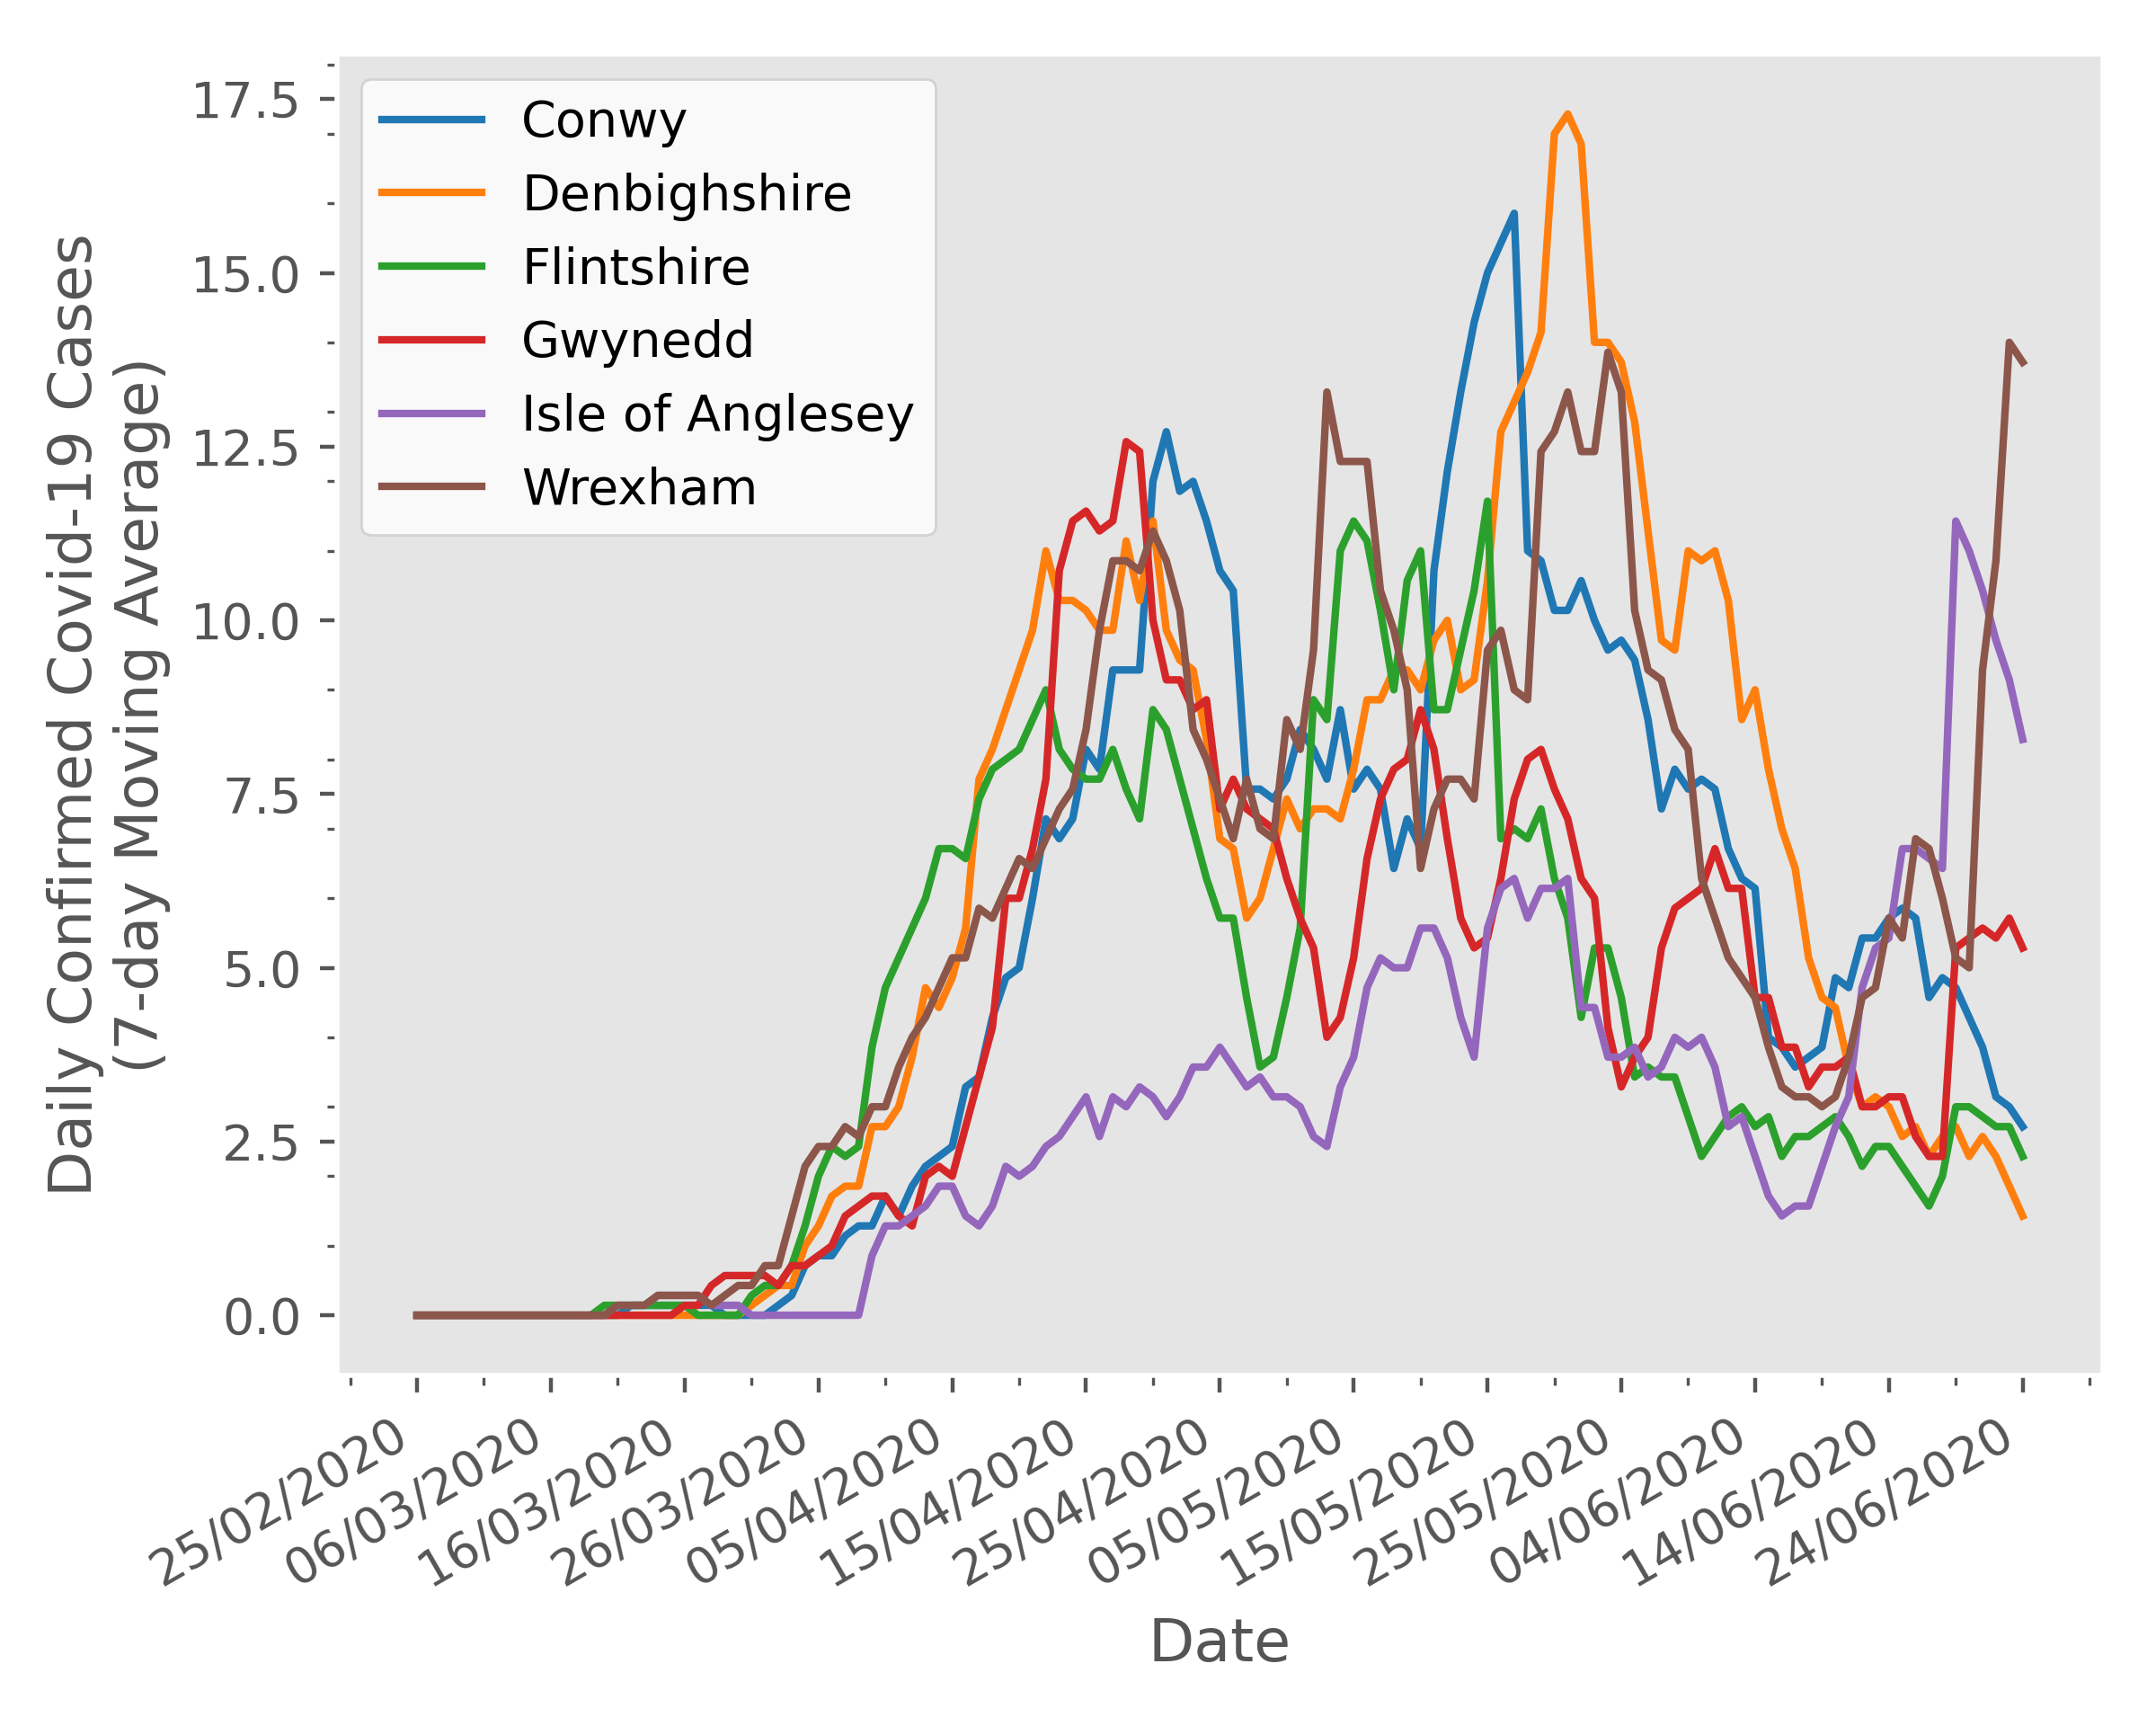 Daily Confirmed Covid-19 Cases
(7-day Moving Average)
17.5
15.0
12.5
10.0
7.5
5.0
2.5
0.0
Conwy
Denbighshire
Flintshire
Gwynedd
Isle of Anglesey
Wrexham
25/02/2020
06/03/2020
16/03/2020
26/03/2020
05/04/2020
15/04/2020
25/04/2020
05/05/2020
15/05/2020
25/05/2020
04/06/2020
14/06/2020
24/06/2020
Date